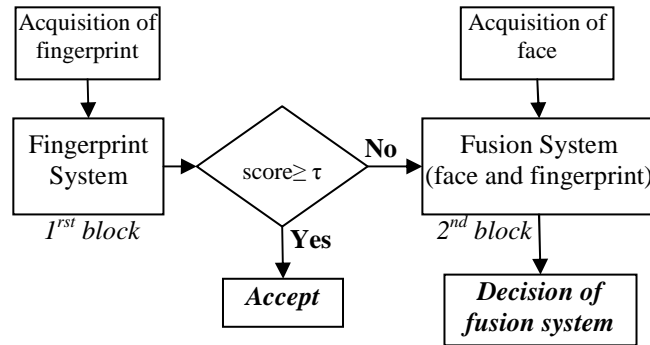 Acquisition of
fingerprint
Acquisition of
face
Fingerprint
System
1rst block
score≥ τ
No
Yes
Accept
Fusion System
(face and fingerprint)
2nd block
Decision of
fusion system